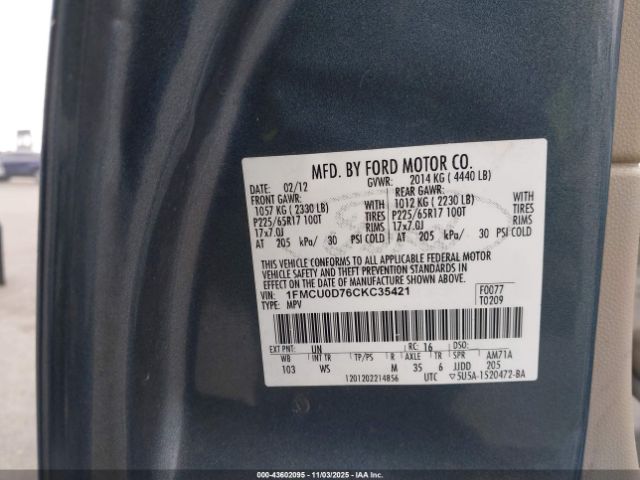 MFD. BY FORD MOTOR CO.
DATE: 02/12 GVWR: 2014 KG ( 4440 LB)
FRONT GAWR: REAR GAWR:
1057 KG ( 2330 LB) WITH 1012 KG ( 2230 LB) WITH
P225/65R17 100T TIRES P225/65R17 100T TIRES
17x7.0J RIMS 17x7.0J RIMS
AT 205 kPa/ 30 PSI COLD AT 205 kPa/ 30 PSI COLD
THIS VEHICLE CONFORMS TO ALL APPLICABLE FEDERAL MOTOR
VEHICLE SAFETY AND THEFT PREVENTION STANDARDS IN
EFFECT ON THE DATE OF MANUFACTURE SHOWN ABOVE.
VIN: 1FMCU0D76CKC35421 F0077
TYPE: MPV T0209
EXT PNT: UN RC: 16 DSO:
WB INT TR TP/PS R AXLE TR SPR AM71A
103 WS M 35 6 JJDD 205
1201202214856 UTC ▽5U5A-1520472-BA
000-43602095 - 11/03/2025 - IAAI.CA